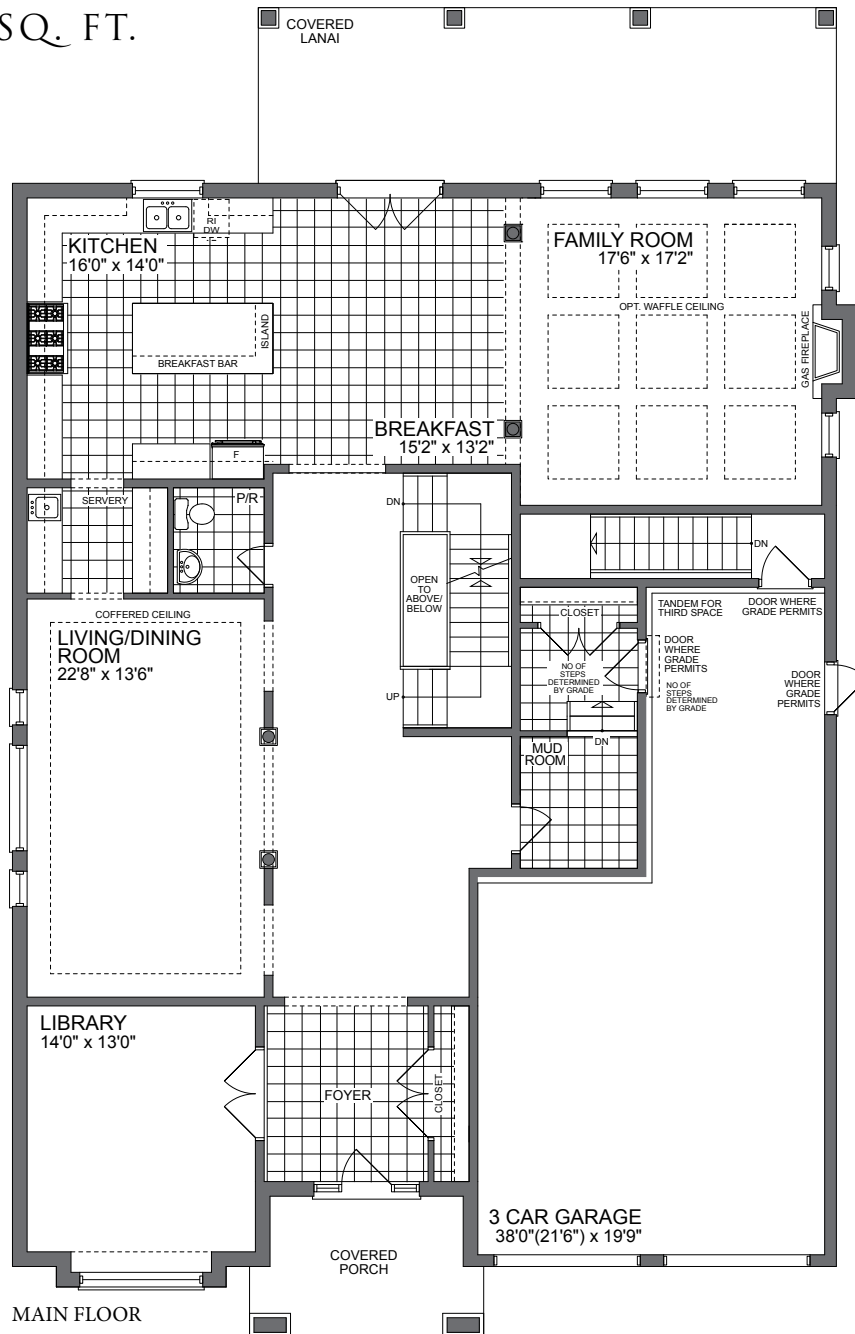 SQ. FT.
COVERED
LANAI
RI
DW
KITCHEN
16'0" x 14'0"
FAMILY ROOM
17'6" x 17'2"
OPT. WAFFLE CEILING
GAS FIREPLACE
ISLAND
BREAKFAST BAR
BREAKFAST
15'2" x 13'2"
F
SERVERY
P/R
DN
OPEN
TO
ABOVE/
BELOW
UP
DN
COFFERED CEILING
LIVING/DINING
ROOM
22'8" x 13'6"
CLOSET
NO OF
STEPS
DETERMINED
BY GRADE
TANDEM FOR
THIRD SPACE
DOOR WHERE
GRADE PERMITS
DOOR
WHERE
GRADE
PERMITS
NO OF
STEPS
DETERMINED
BY GRADE
DOOR
WHERE
GRADE
PERMITS
DN
MUD
ROOM
LIBRARY
14'0" x 13'0"
FOYER
CLOSET
3 CAR GARAGE
38'0"(21'6") x 19'9"
COVERED
PORCH
MAIN FLOOR